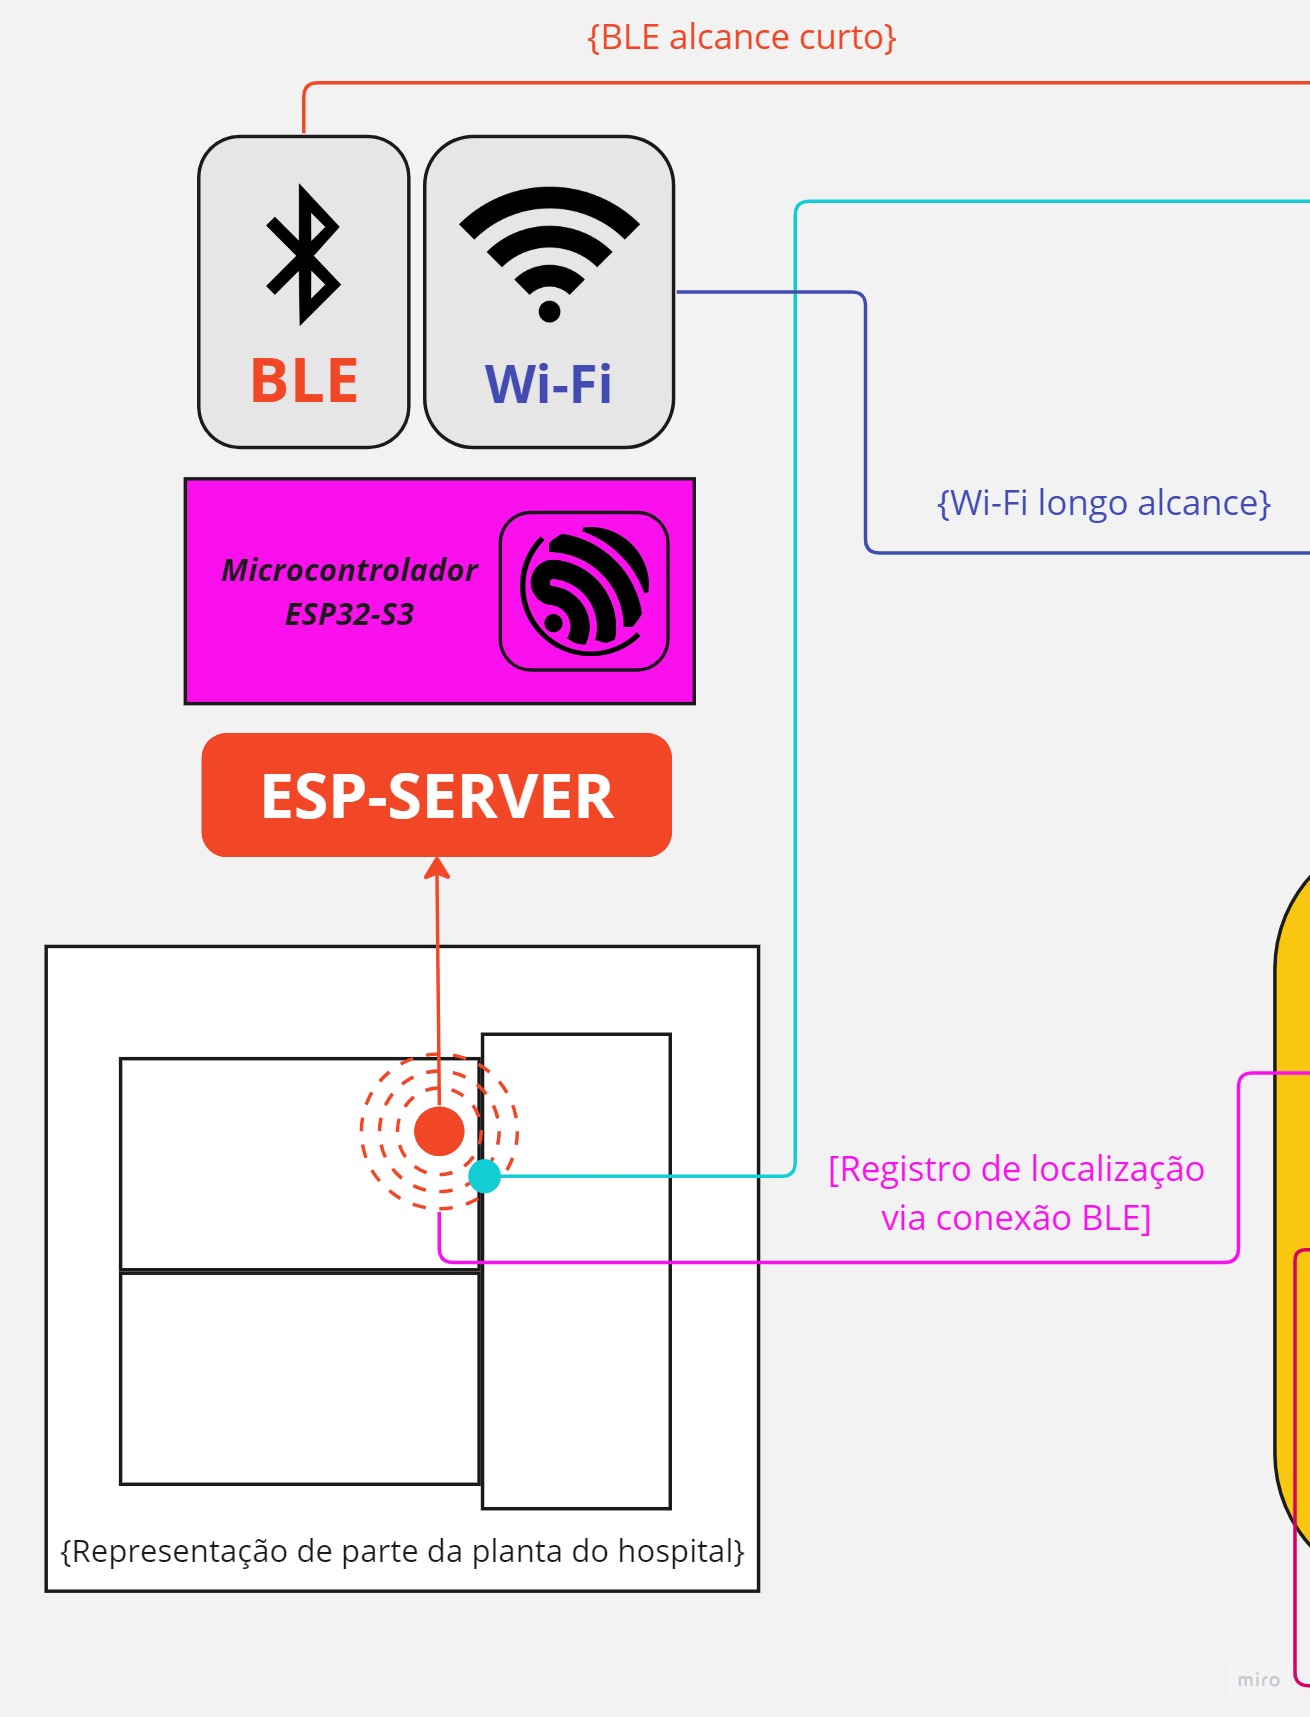 {BLE alcance curto}
BLE
Wi-Fi
{Wi-Fi longo alcance}
Microcontrolador
ESP32-S3
ESP-SERVER
[Registro de localização
via conexão BLE]
{Representação de parte da planta do hospital}
miro